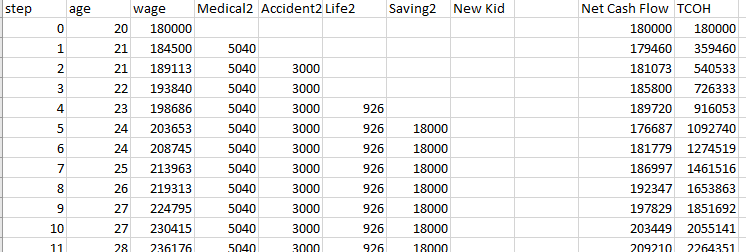 step age wage Medical2 Accident2 Life2 Saving2 New Kid Net Cash Flow TCOH
0 20 180000 180000 180000
1 21 184500 5040 179460 359460
2 21 189113 5040 3000 181073 540533
3 22 193840 5040 3000 185800 726333
4 23 198686 5040 3000 926 189720 916053
5 24 203653 5040 3000 926 18000 176687 1092740
6 24 208745 5040 3000 926 18000 181779 1274519
7 25 213963 5040 3000 926 18000 186997 1461516
8 26 219313 5040 3000 926 18000 192347 1653863
9 27 224795 5040 3000 926 18000 197829 1851692
10 27 230415 5040 3000 926 18000 203449 2055141
11 28 236176 5040 3000 926 18000 209210 2264351